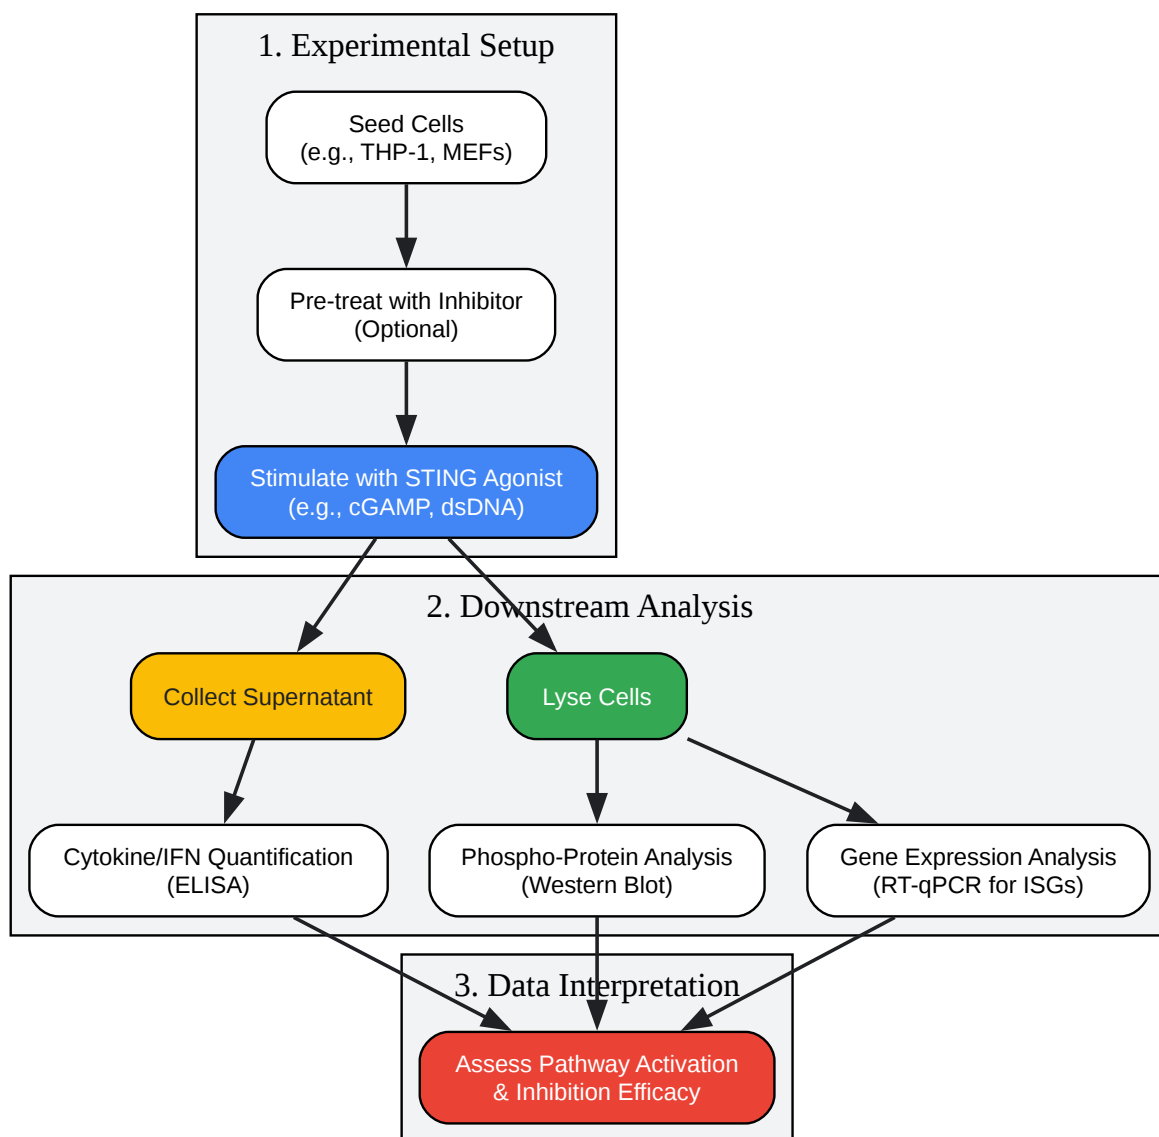 1. Experimental Setup
Seed Cells
(e.g., THP-1, MEFs)
Pre-treat with Inhibitor
(Optional)
Stimulate with STING Agonist
(e.g., cGAMP, dsDNA)
2. Downstream Analysis
Collect Supernatant
Lyse Cells
Cytokine/IFN Quantification
(ELISA)
Phospho-Protein Analysis
(Western Blot)
Gene Expression Analysis
(RT-qPCR for ISGs)
3. Data Interpretation
Assess Pathway Activation
& Inhibition Efficacy